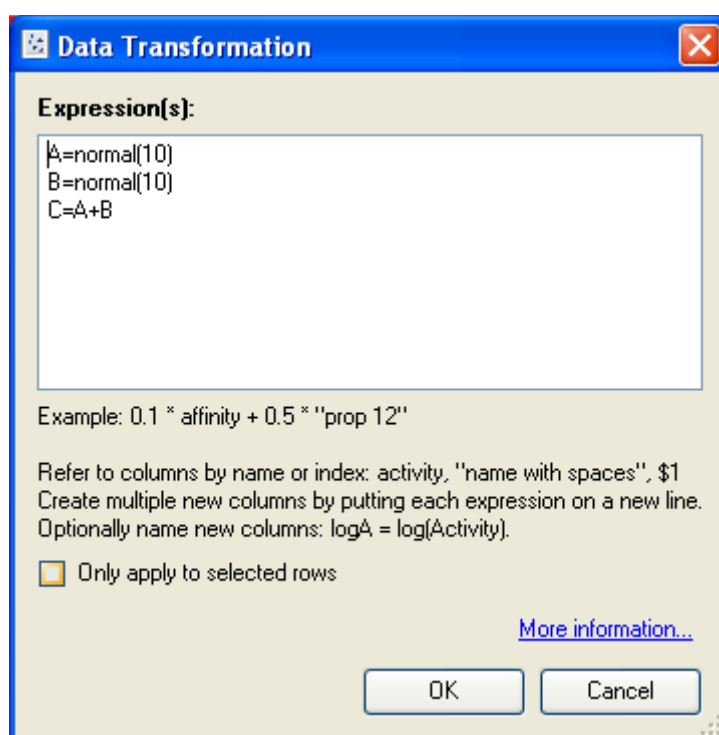 Data Transformation
Expression(s):
A=normal(10)
B=normal(10)
C=A+B
Example: 0.1 * affinity + 0.5 * "prop 12"
Refer to columns by name or index: activity, "name with spaces", $1
Create multiple new columns by putting each expression on a new line.
Optionally name new columns: logA = log(Activity).
Only apply to selected rows
More information...
OK
Cancel